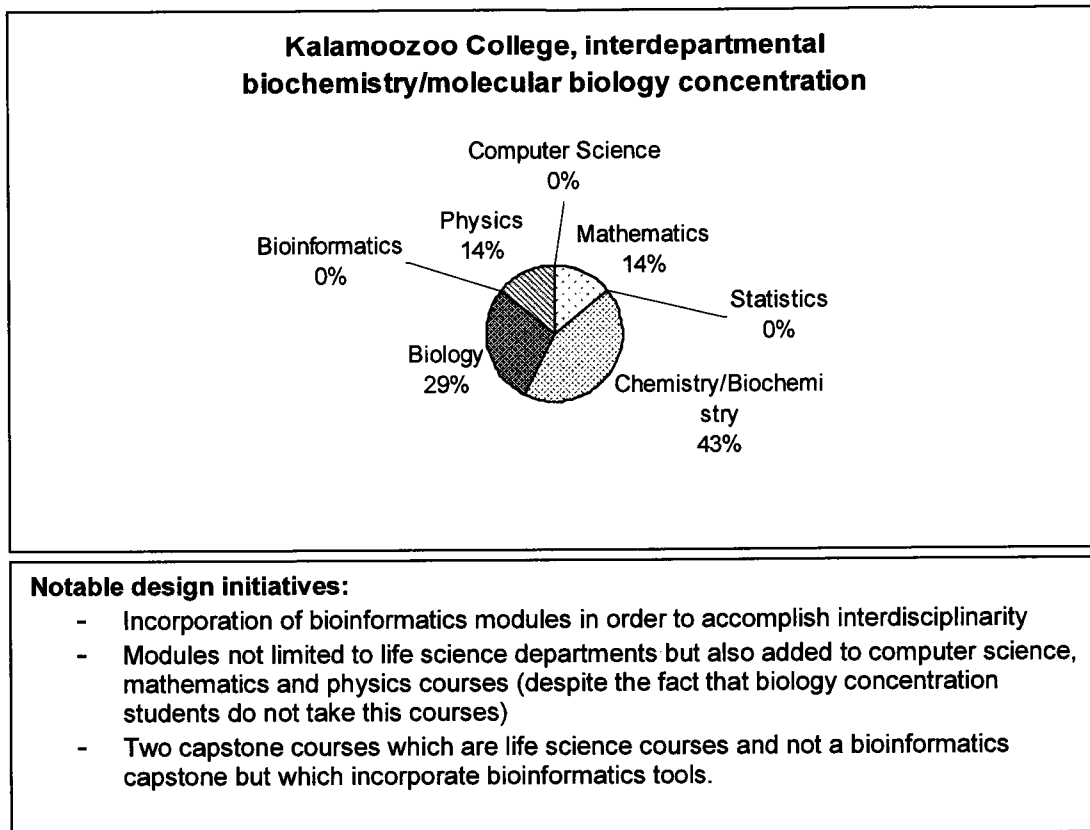 Kalamoozoo College, interdepartmental
biochemistry/molecular biology concentration
Computer Science
0%
Physics
14%
Mathematics
14%
Bioinformatics
0%
Statistics
0%
Biology
29%
Chemistry/Biochemi
stry
43%
Notable design initiatives:
- Incorporation of bioinformatics modules in order to accomplish interdisciplinarity
- Modules not limited to life science departments but also added to computer science,
mathematics and physics courses (despite the fact that biology concentration
students do not take this courses)
- Two capstone courses which are life science courses and not a bioinformatics
capstone but which incorporate bioinformatics tools.